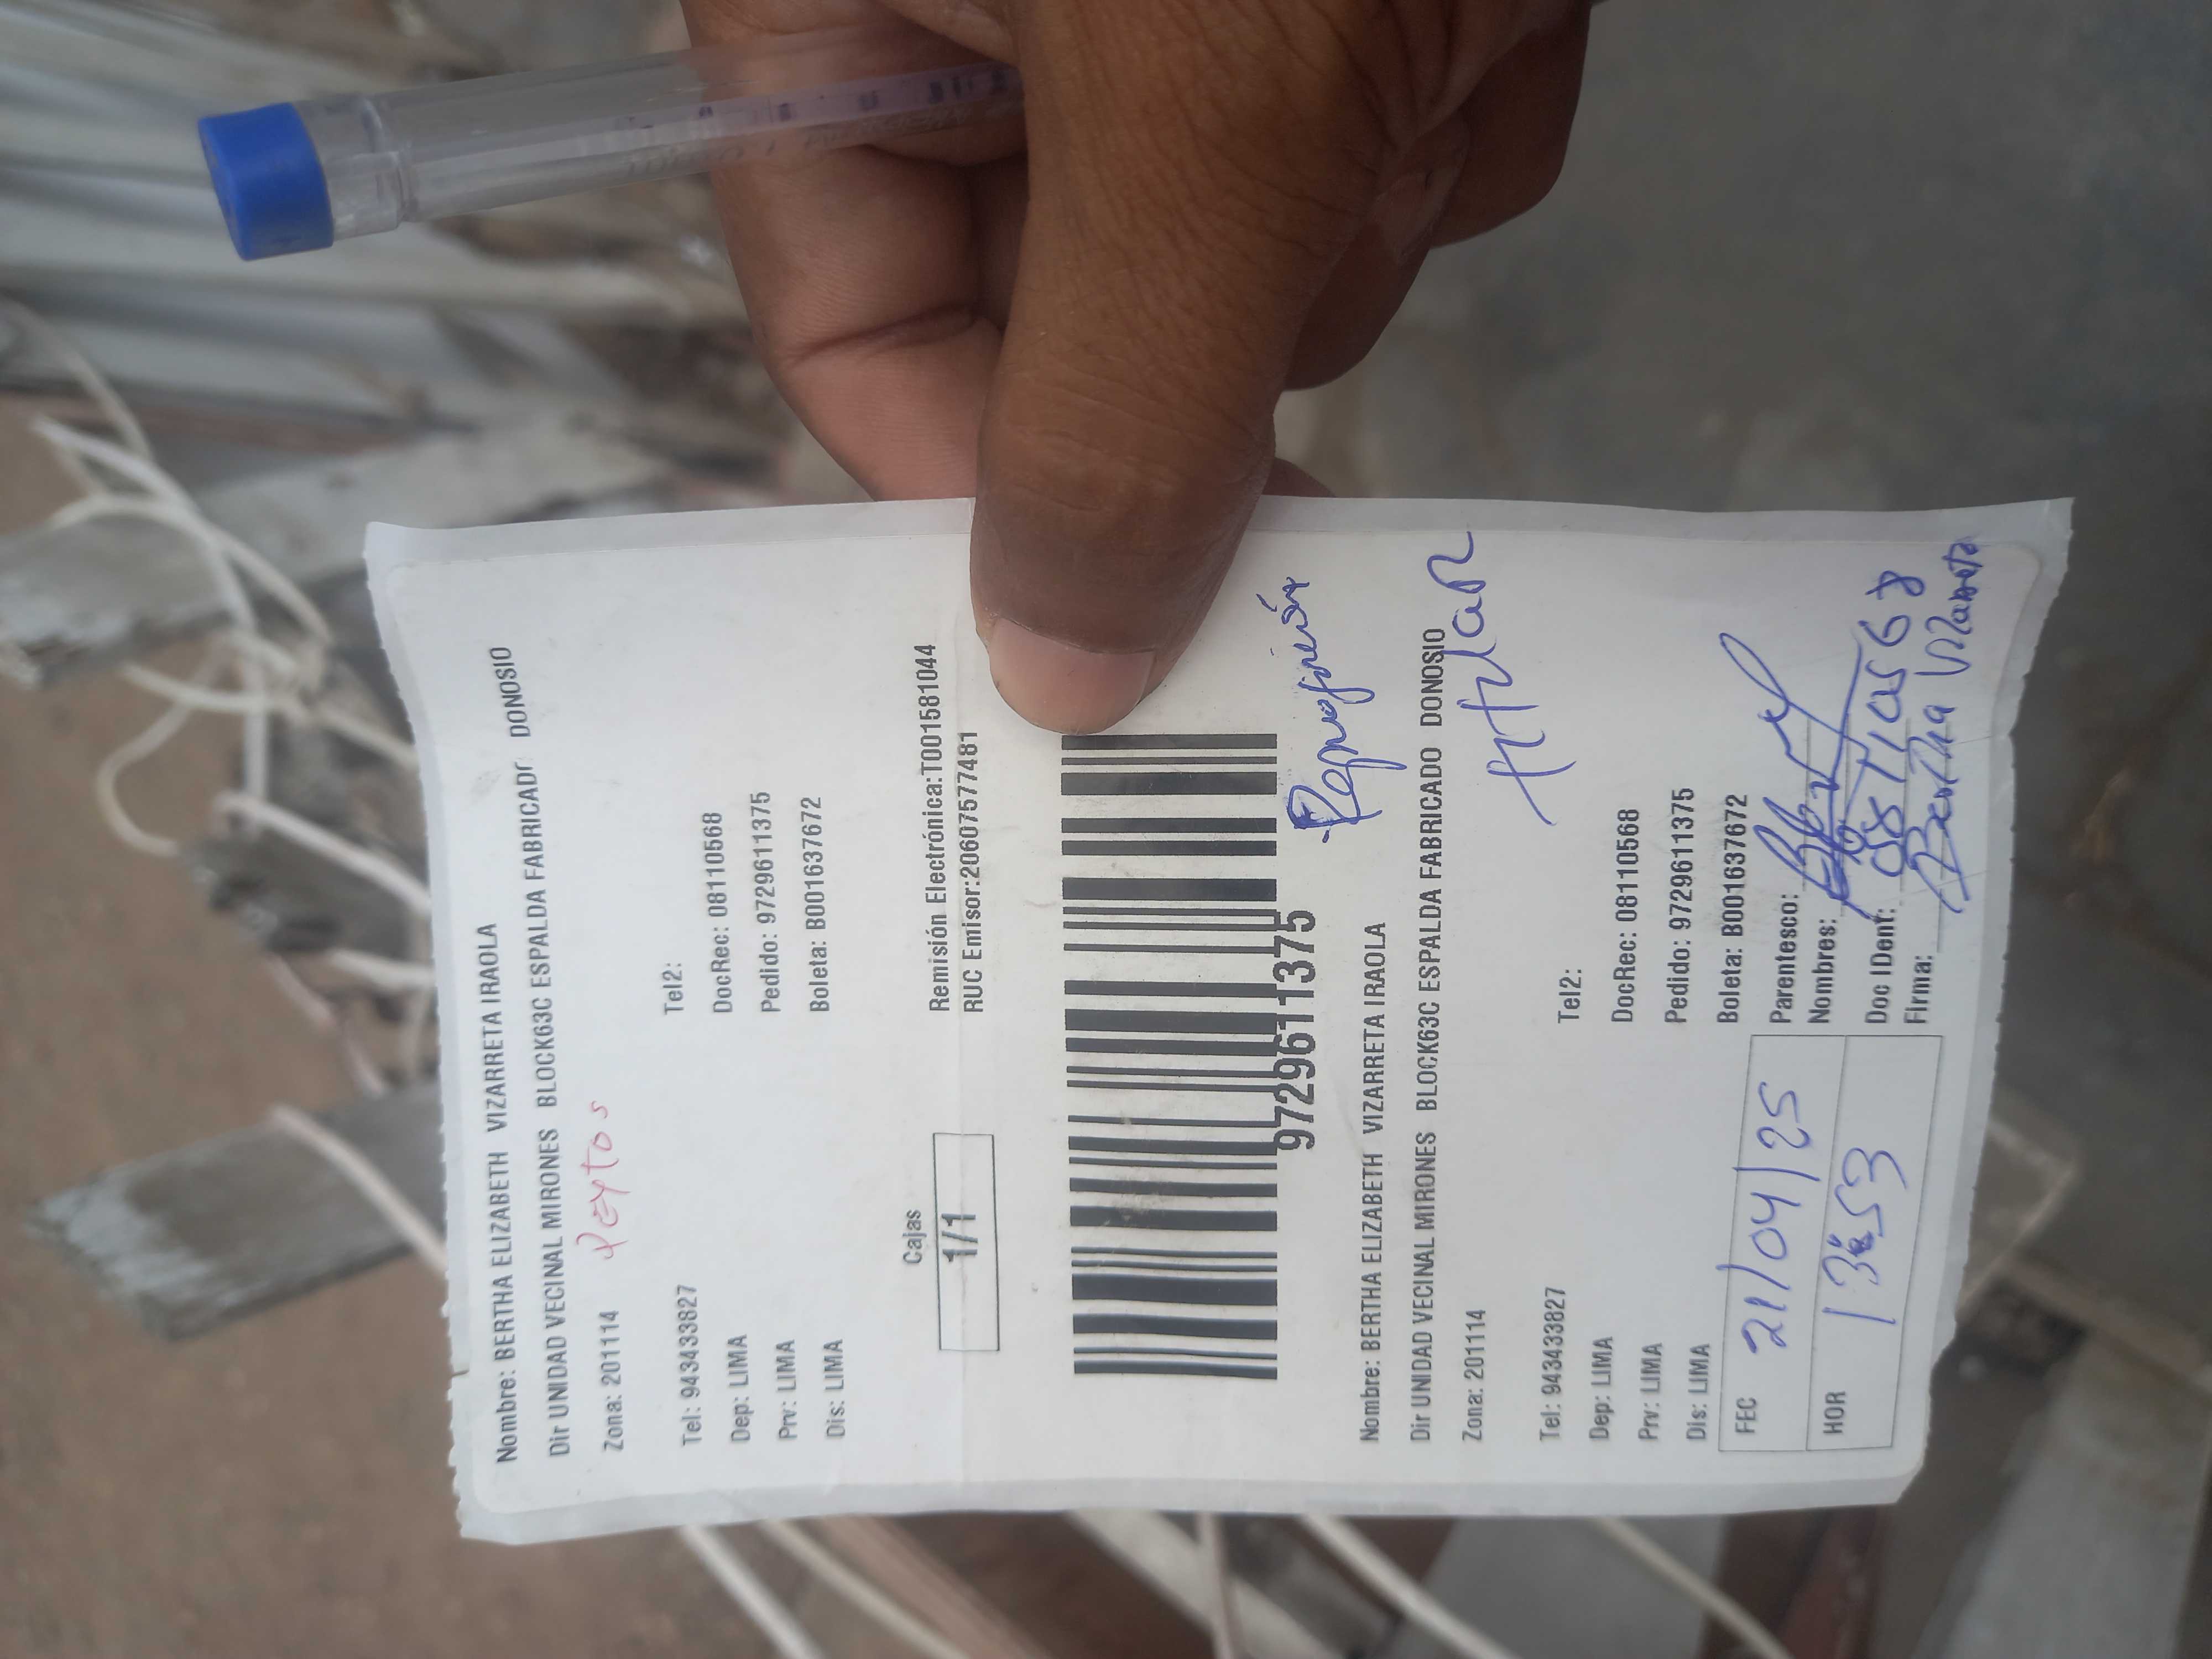 Nombre: BERTHA ELIZABETH VIZARRETA IRAOLA
Dir UNIDAD VECINAL MIRONES BLOCK63C ESPALDA FABRICADO DONOSIO
Zona: 201114
Tel: 943433827 Tel2:
Dep: LIMA DocRec: 08110568
Prv: LIMA Pedido: 9729611375
Dis: LIMA Boleta: B001637672
Cajas Remisión Electrónica:T001581044
1/1 RUC Emisor:20607577481
9729611375
Nombre: BERTHA ELIZABETH VIZARRETA IRAOLA
Dir UNIDAD VECINAL MIRONES BLOCK63C ESPALDA FABRICADO DONOSIO
Zona: 201114 titular
Tel: 943433827 Tel2:
Dep: LIMA DocRec: 08110568
Prv: LIMA Pedido: 9729611375
Dis: LIMA Boleta: B001637672
FEC 21/04/25 Parentesco:
Nombres:
HOR 13:53 Doc IDent:
Firma: Bertha